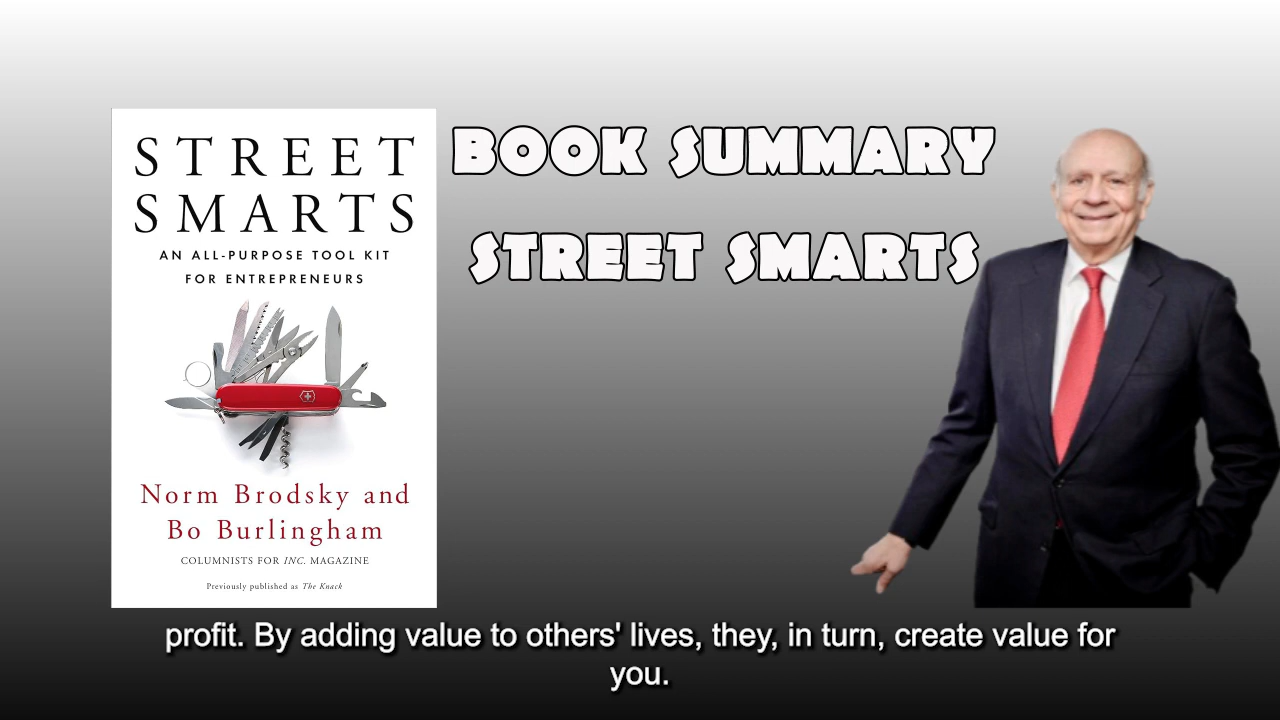 STREET
SMARTS
AN ALL-PURPOSE TOOL KIT
FOR ENTREPRENEURS
Norm Brodsky and
Bo Burlingham
COLUMNISTS FOR INC. MAGAZINE
Previously published as The Knack
BOOK SUMMARY
STREET SMARTS
profit. By adding value to others' lives, they, in turn, create value for
you.